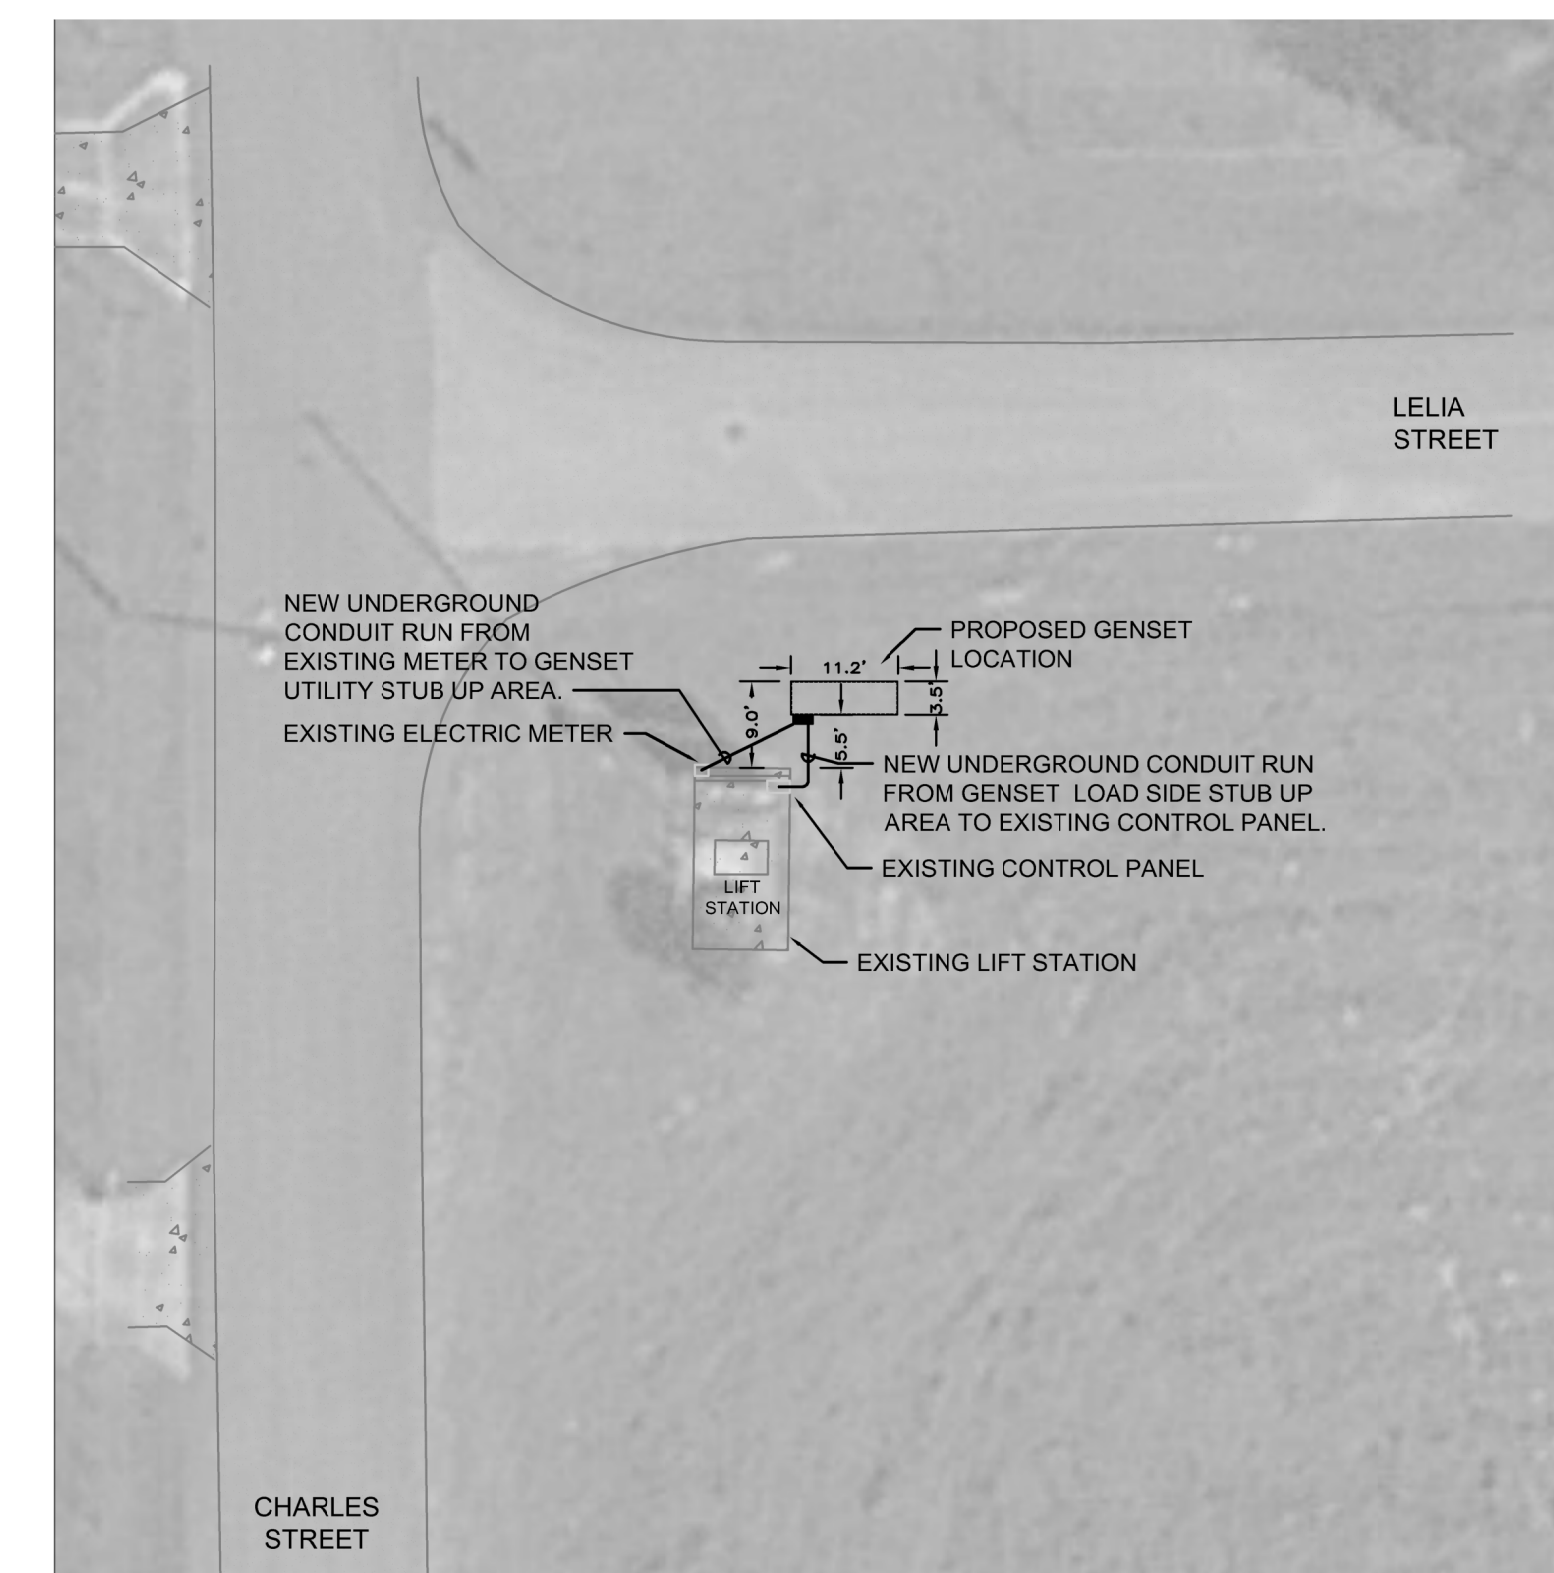 LELIA
STREET
NEW UNDERGROUND
CONDUIT RUN FROM
EXISTING METER TO GENSET
UTILITY STUB UP AREA.
EXISTING ELECTRIC METER
PROPOSED GENSET
LOCATION
11.2'
3.5'
9.0'
5.5'
NEW UNDERGROUND CONDUIT RUN
FROM GENSET LOAD SIDE STUB UP
AREA TO EXISTING CONTROL PANEL.
EXISTING CONTROL PANEL
LIFT
STATION
EXISTING LIFT STATION
CHARLES
STREET